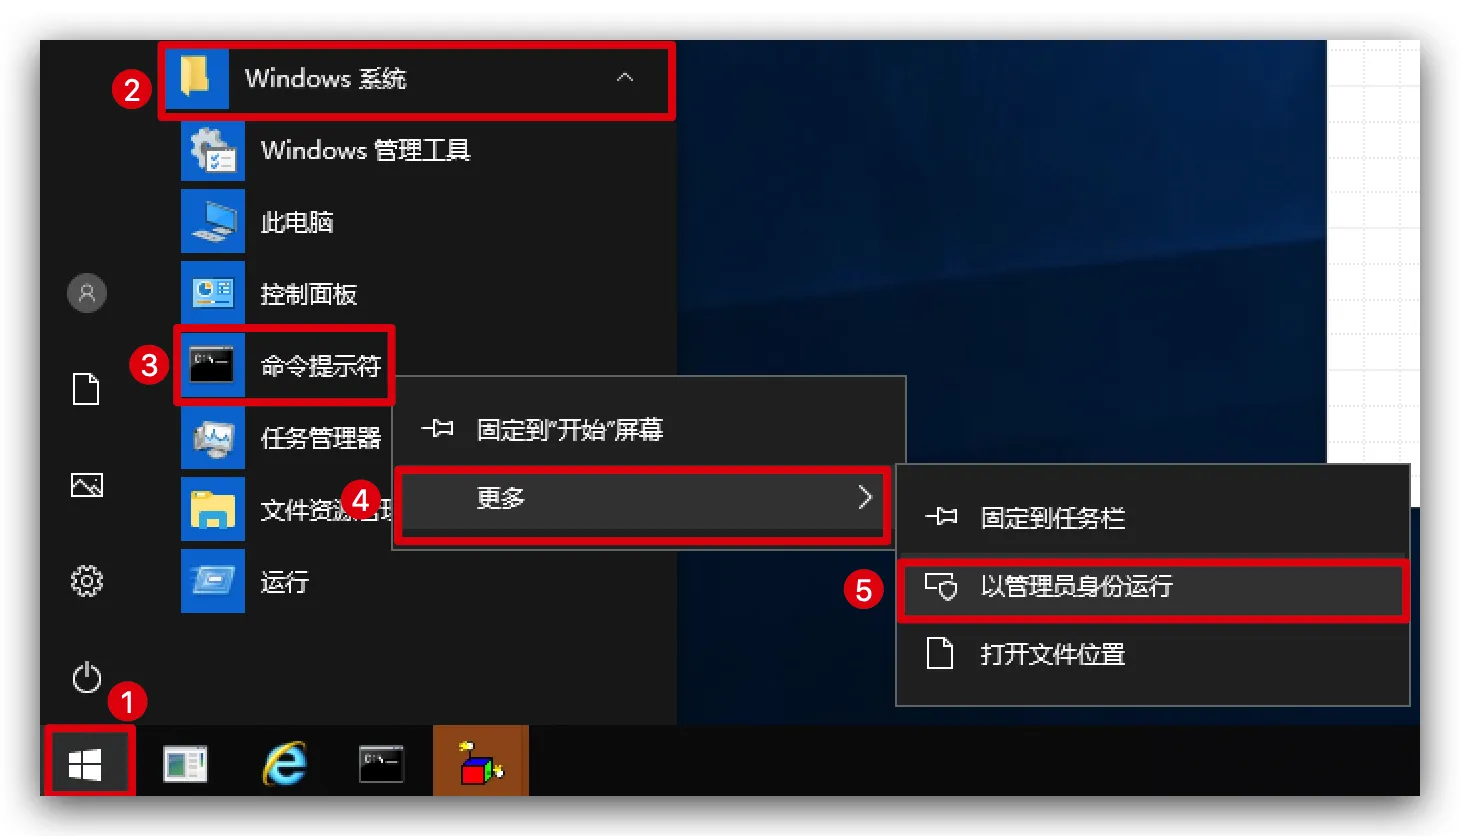 2
Windows 系统
Windows 管理工具
此电脑
控制面板
3
命令提示符
任务管理器
固定到"开始"屏幕
4
更多
文件资源管理
固定到任务栏
5
以管理员身份运行
运行
打开文件位置
1